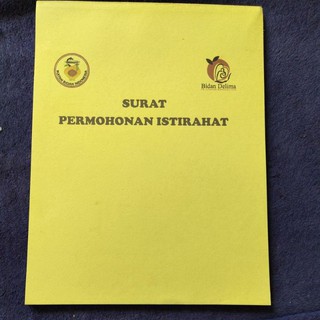 Bidan Delima
SURAT
PERMOHONAN ISTIRAHAT